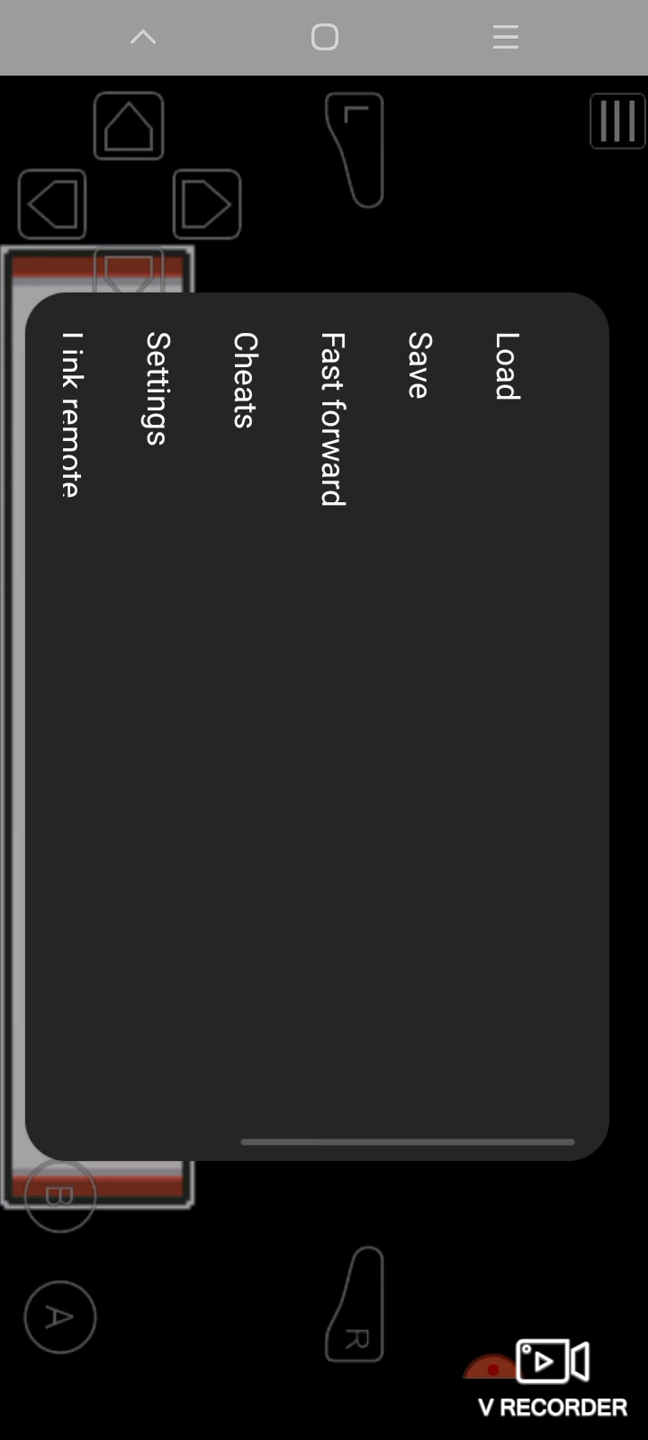 L
Load
Save
Fast forward
Cheats
Settings
Link remote
B
A
R
V RECORDER